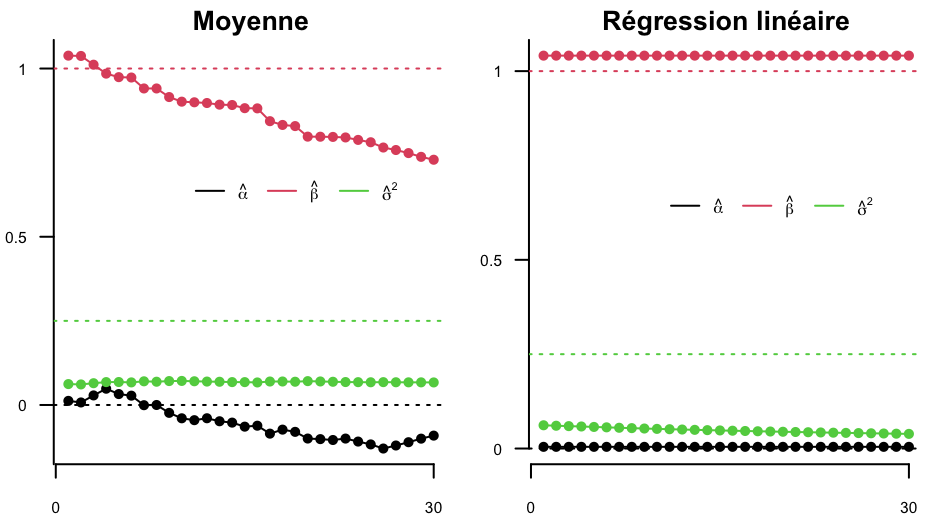 Moyenne
1
0.5
0
α̂ β̂ σ̂²
0 30
Régression linéaire
1
0.5
0
α̂ β̂ σ̂²
0 30